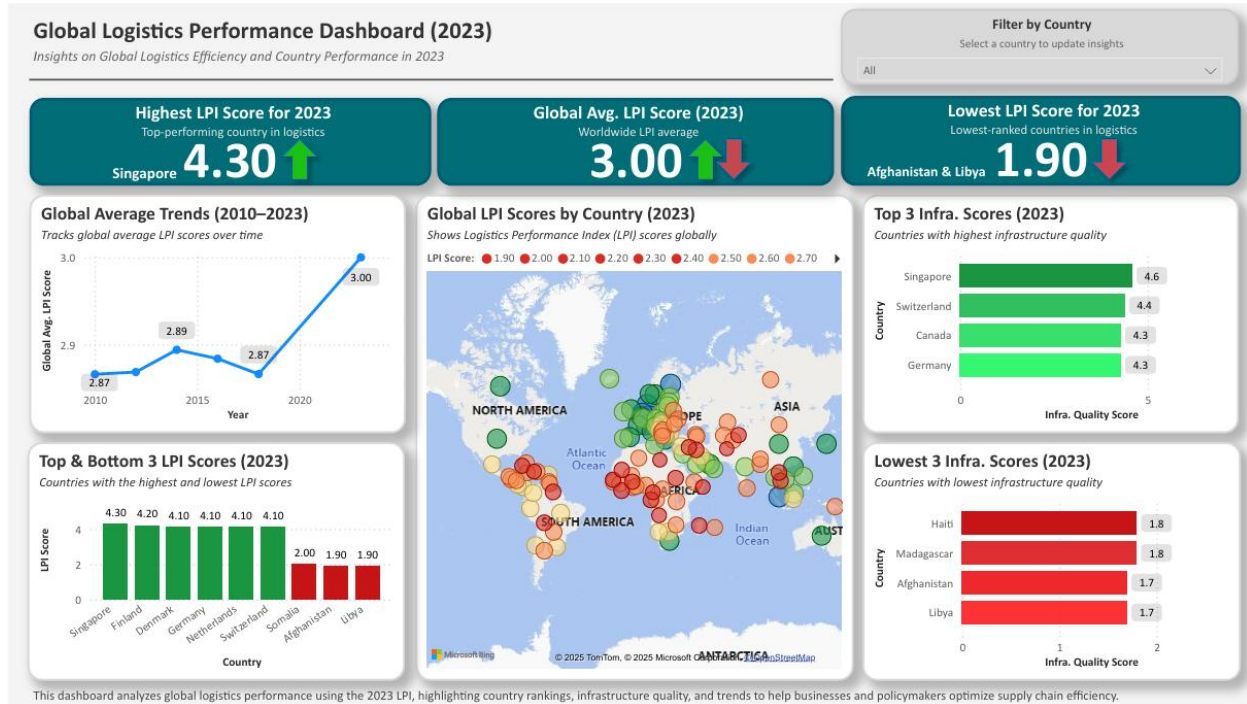 Global Logistics Performance Dashboard (2023)
Insights on Global Logistics Efficiency and Country Performance in 2023
Filter by Country
Select a country to update insights
All
Highest LPI Score for 2023
Top-performing country in logistics
Singapore 4.30
Global Avg. LPI Score (2023)
Worldwide LPI average
3.00
Lowest LPI Score for 2023
Lowest-ranked countries in logistics
Afghanistan & Libya 1.90
Global Average Trends (2010–2023)
Tracks global average LPI scores over time
Global Avg. LPI Score
3.0
2.9
2.87
2.89
2.87
3.00
2010 2015 2020
Year
Global LPI Scores by Country (2023)
Shows Logistics Performance Index (LPI) scores globally
LPI Score: 1.90 2.00 2.10 2.20 2.30 2.40 2.50 2.60 2.70
NORTH AMERICA
OPE
ASIA
Atlantic
Ocean
AFRICA
SOUTH AMERICA
Indian
Ocean
AUST
ANTARCTICA
Microsoft Bing
© 2025 TomTom, © 2025 Microsoft Corporation, © OpenStreetMap
Top 3 Infra. Scores (2023)
Countries with highest infrastructure quality
Country
Singapore 4.6
Switzerland 4.4
Canada 4.3
Germany 4.3
0 5
Infra. Quality Score
Top & Bottom 3 LPI Scores (2023)
Countries with the highest and lowest LPI scores
LPI Score
4
2
0
4.30 4.20 4.10 4.10 4.10 4.10 2.00 1.90 1.90
Singapore Finland Denmark Germany Netherlands Switzerland Somalia Afghanistan Libya
Country
Lowest 3 Infra. Scores (2023)
Countries with lowest infrastructure quality
Country
Haiti 1.8
Madagascar 1.8
Afghanistan 1.7
Libya 1.7
0 1 2
Infra. Quality Score
This dashboard analyzes global logistics performance using the 2023 LPI, highlighting country rankings, infrastructure quality, and trends to help businesses and policymakers optimize supply chain efficiency.